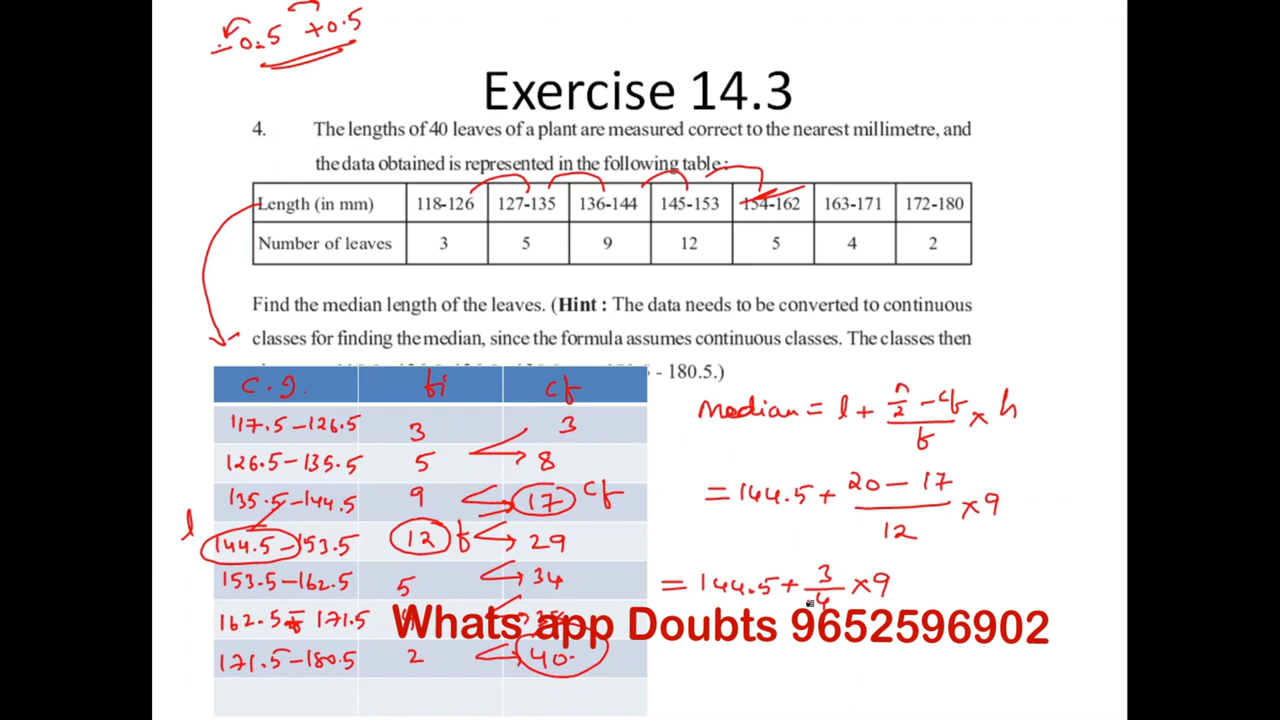 -0.5 +0.5
Exercise 14.3
4. The lengths of 40 leaves of a plant are measured correct to the nearest millimetre, and
the data obtained is represented in the following table:
Length (in mm) 118-126 127-135 136-144 145-153 154-162 163-171 172-180
Number of leaves 3 5 9 12 5 4 2
Find the median length of the leaves. (Hint : The data needs to be converted to continuous
classes for finding the median, since the formula assumes continuous classes. The classes then
- 180.5.)
C.I. fi cf
117.5-126.5 3 3
126.5-135.5 5 8
135.5-144.5 9 17 cf
l 144.5-153.5 12 f 29
153.5-162.5 5 34
162.5-171.5
171.5-180.5 2 40
median = l + n/2 - cf / f × h
= 144.5 + 20 - 17 / 12 × 9
= 144.5 + 3/4 × 9
Whats app Doubts 9652596902